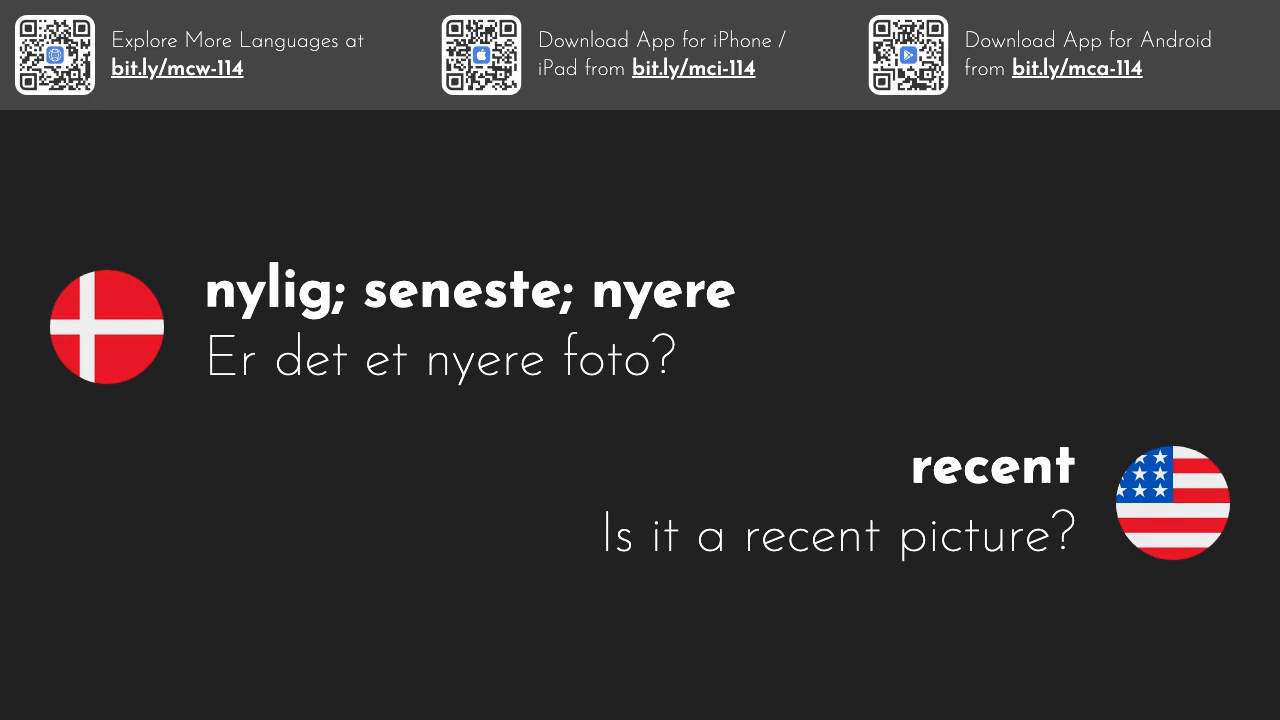 Explore More Languages at
bit.ly/mcw-114
Download App for iPhone /
iPad from bit.ly/mci-114
Download App for Android
from bit.ly/mca-114
nylig; seneste; nyere
Er det et nyere foto?
recent
Is it a recent picture?